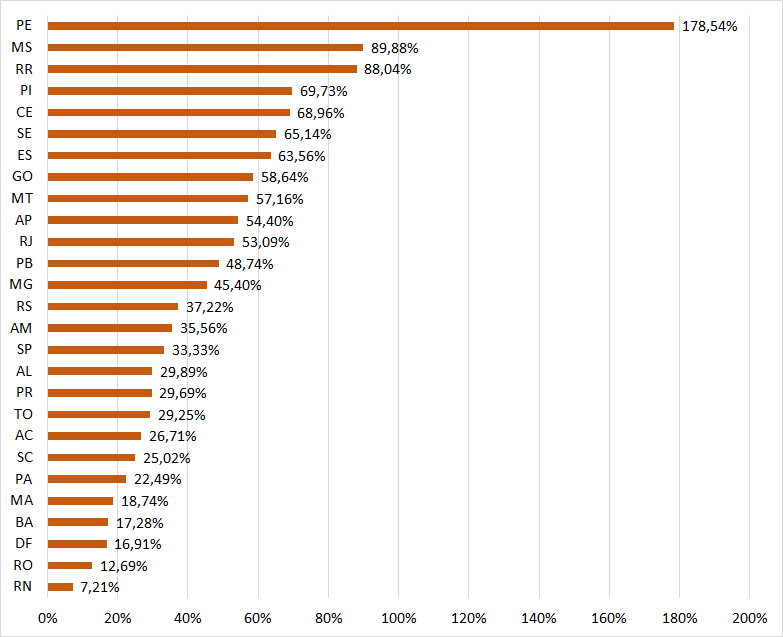 PE 178,54%
MS 89,88%
RR 88,04%
PI 69,73%
CE 68,96%
SE 65,14%
ES 63,56%
GO 58,64%
MT 57,16%
AP 54,40%
RJ 53,09%
PB 48,74%
MG 45,40%
RS 37,22%
AM 35,56%
SP 33,33%
AL 29,89%
PR 29,69%
TO 29,25%
AC 26,71%
SC 25,02%
PA 22,49%
MA 18,74%
BA 17,28%
DF 16,91%
RO 12,69%
RN 7,21%
0% 20% 40% 60% 80% 100% 120% 140% 160% 180% 200%